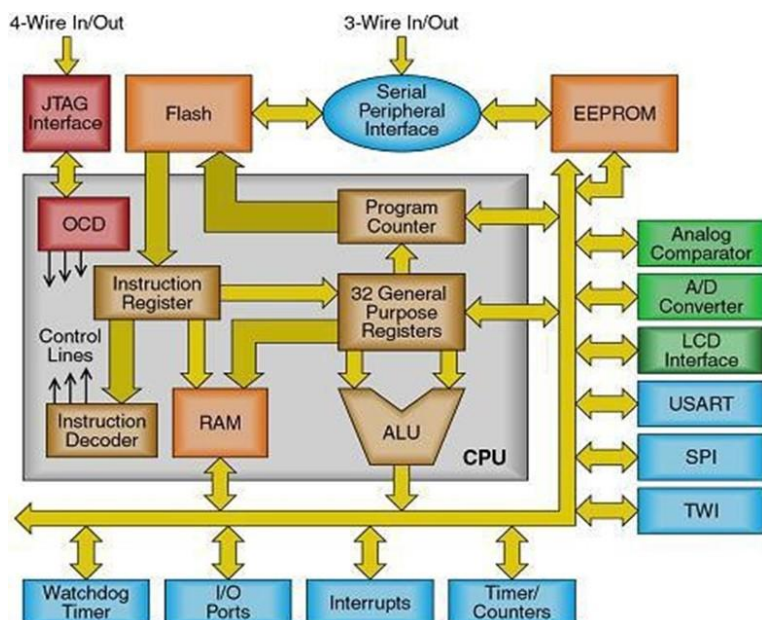 4-Wire In/Out
3-Wire In/Out
JTAG
Interface
Flash
Serial
Peripheral
Interface
EEPROM
OCD
Program
Counter
Analog
Comparator
Instruction
Register
32 General
Purpose
Registers
A/D
Converter
Control
Lines
LCD
Interface
Instruction
Decoder
RAM
ALU
CPU
USART
SPI
TWI
Watchdog
Timer
I/O
Ports
Interrupts
Timer/
Counters